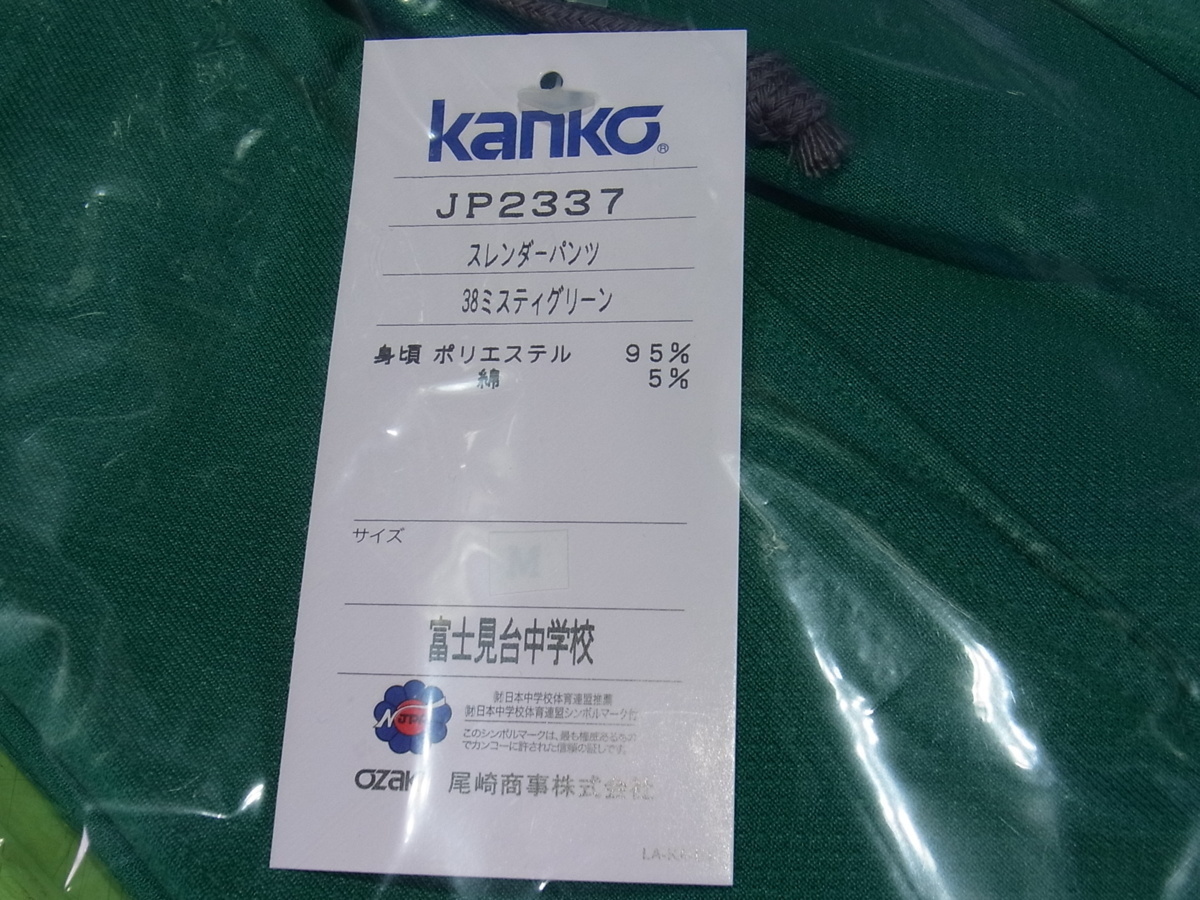 kanko®
JP2337
スレンダーパンツ
38ミスティグリーン
身頃 ポリエステル 95%
綿 5%
サイズ
M
富士見台中学校
(財)日本中学校体育連盟推薦
(財)日本中学校体育連盟シンボルマーク
このシンボルマークは、最も権威あるもの
でカンコーに許された信頼の証しです。
OZAKI 尾崎商事株式会社